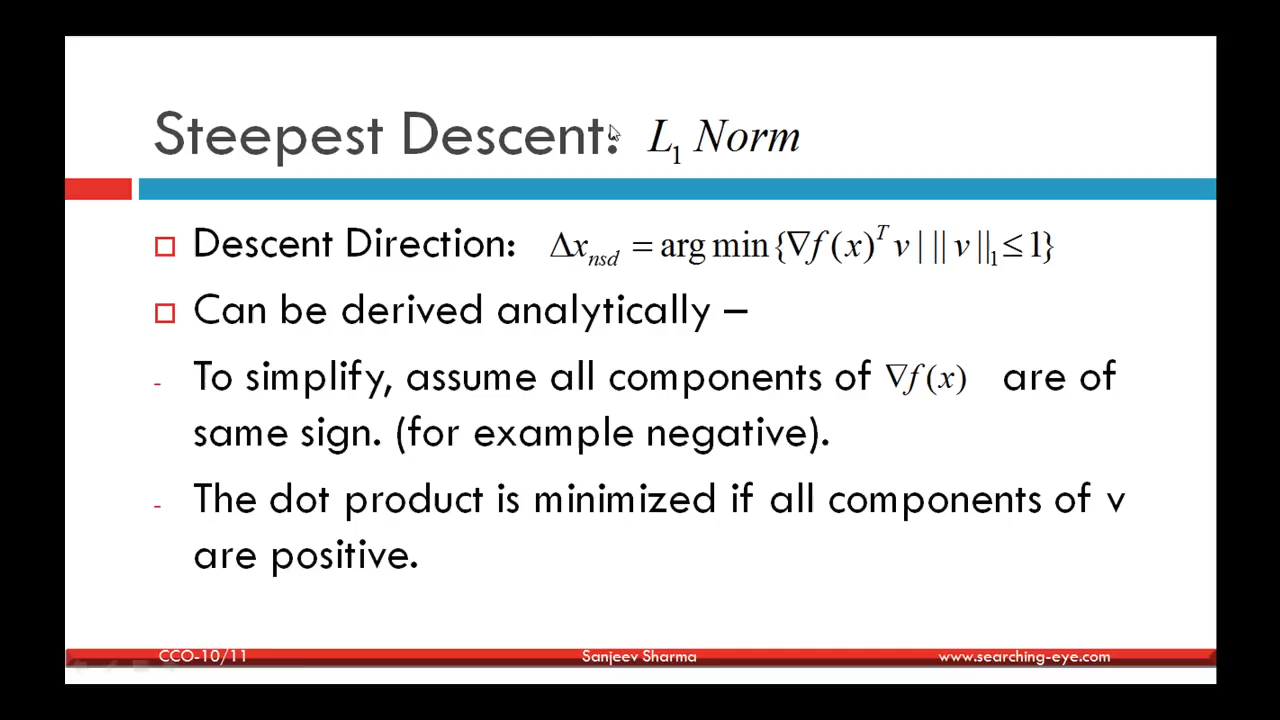 Steepest Descent: L₁ Norm
Descent Direction: Δx_nsd = arg min{∇f(x)ᵀ v | || v ||₁ ≤ 1}
Can be derived analytically –
- To simplify, assume all components of ∇f(x) are of
same sign. (for example negative).
- The dot product is minimized if all components of v
are positive.
CCO-10/11 Sanjeev Sharma www.searching-eye.com